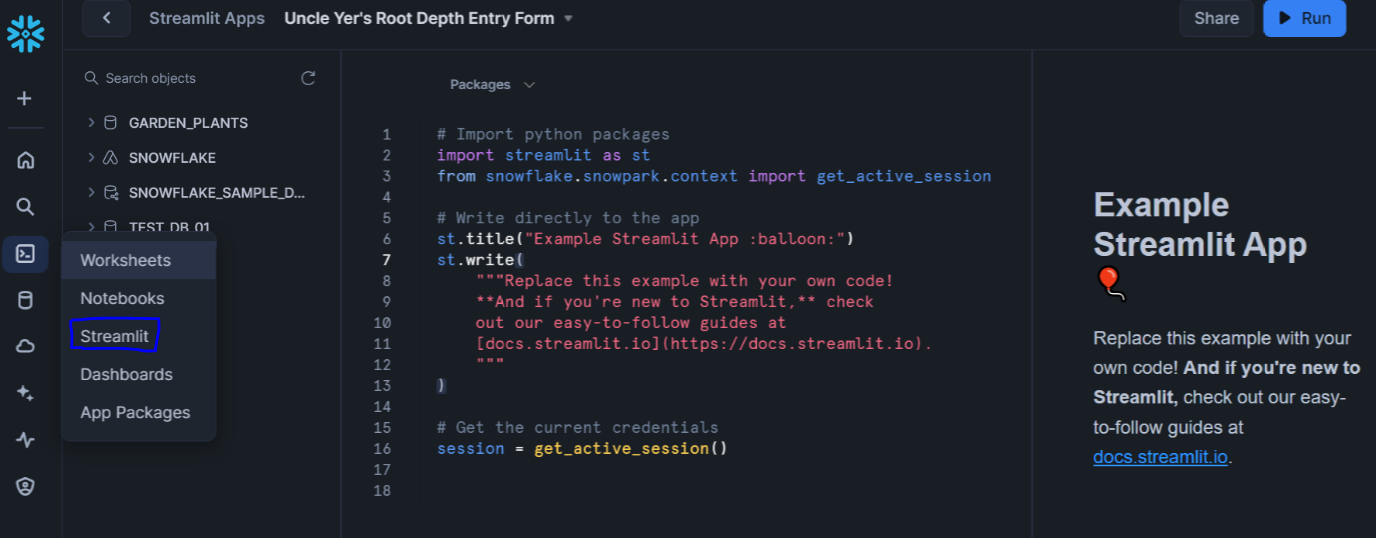 Streamlit Apps Uncle Yer's Root Depth Entry Form
Share
Run
Search objects
GARDEN_PLANTS
SNOWFLAKE
SNOWFLAKE_SAMPLE_D...
TEST_DB_01
Worksheets
Notebooks
Streamlit
Dashboards
App Packages
Packages
1 # Import python packages
2 import streamlit as st
3 from snowflake.snowpark.context import get_active_session
4
5 # Write directly to the app
6 st.title("Example Streamlit App :balloon:")
7 st.write(
8 """Replace this example with your own code!
9 **And if you're new to Streamlit,** check
10 out our easy-to-follow guides at
11 [docs.streamlit.io](https://docs.streamlit.io).
12 """
13 )
14
15 # Get the current credentials
16 session = get_active_session()
17
18
Example
Streamlit App
🎈
Replace this example with your
own code! And if you're new to
Streamlit, check out our easy-
to-follow guides at
docs.streamlit.io.